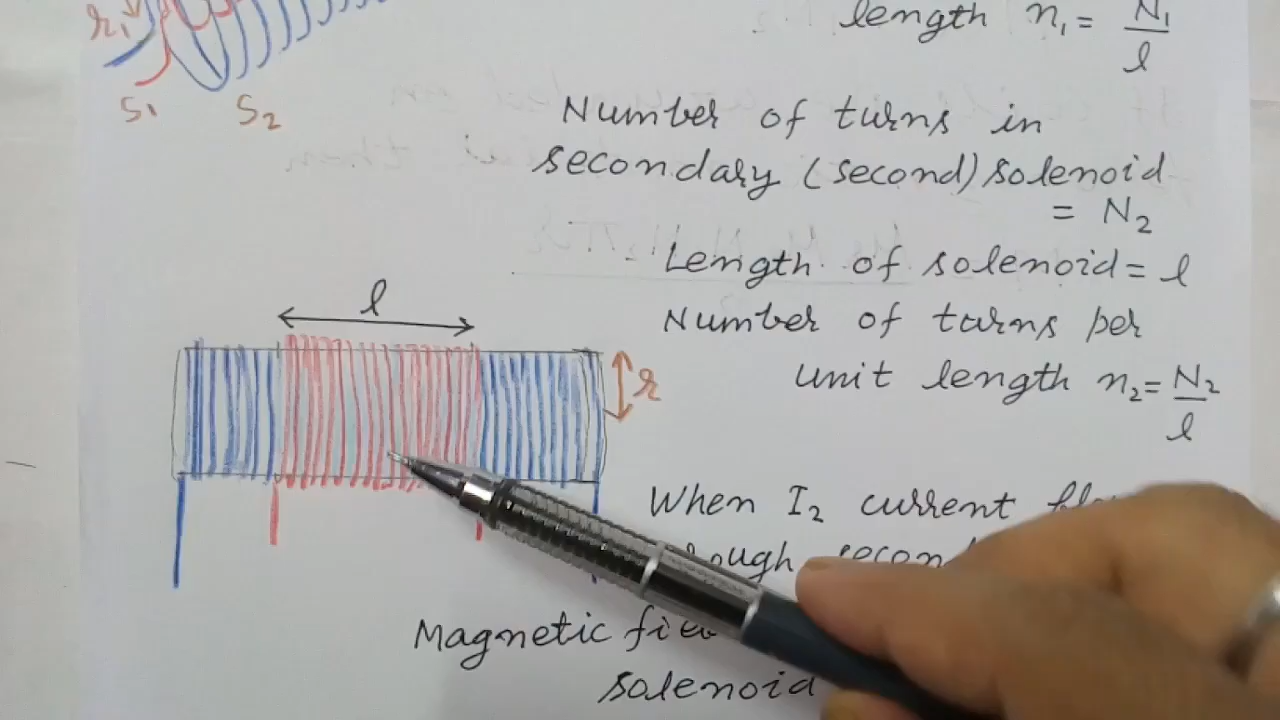 r₁
S₁ S₂
length n₁ = N₁/l
Number of turns in
secondary (second) solenoid
= N₂
Length of solenoid = l
Number of turns per
unit length n₂ = N₂/l
l
r
When I₂ current
Magnetic
solenoid